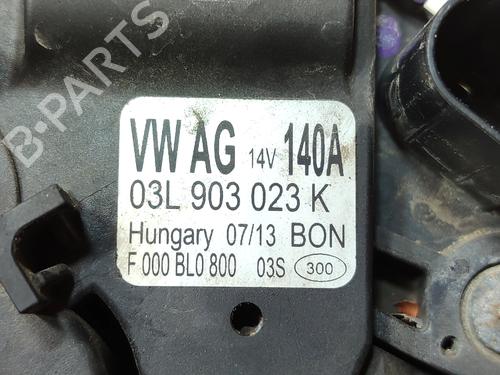 B-PARTS
VW AG 14V 140A
03L 903 023 K
Hungary 07/13 BON
F 000 BL0 800 03S 300